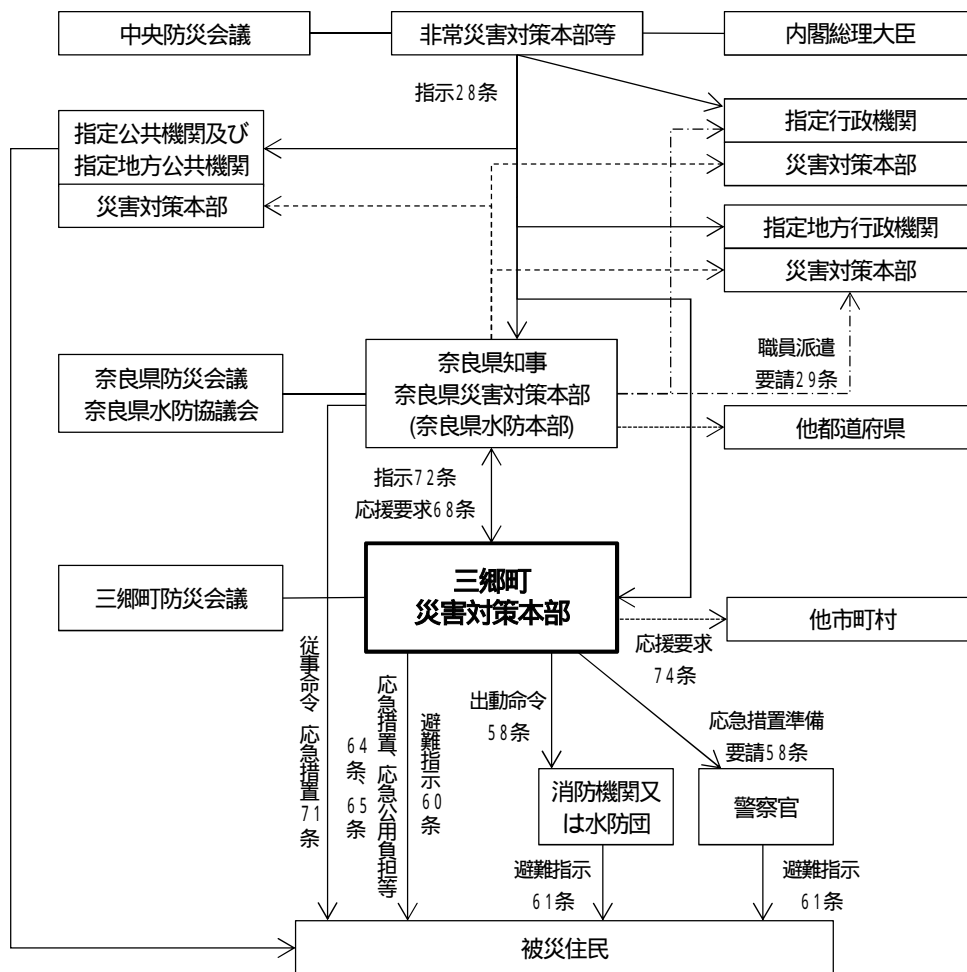 中央防災会議
非常災害対策本部等
内閣総理大臣
指示28条
指定公共機関及び
指定地方公共機関
災害対策本部
指定行政機関
災害対策本部
指定地方行政機関
災害対策本部
奈良県防災会議
奈良県水防協議会
奈良県知事
奈良県災害対策本部
(奈良県水防本部)
職員派遣
要請29条
他都道府県
指示72条
応援要求68条
三郷町防災会議
三郷町
災害対策本部
他市町村
応援要求
74条
従事命令、応急措置71条
64条、65条
応急措置、応急公用負担等
避難指示60条
出動命令
58条
応急措置準備
要請58条
消防機関又
は水防団
警察官
避難指示
61条
避難指示
61条
被災住民